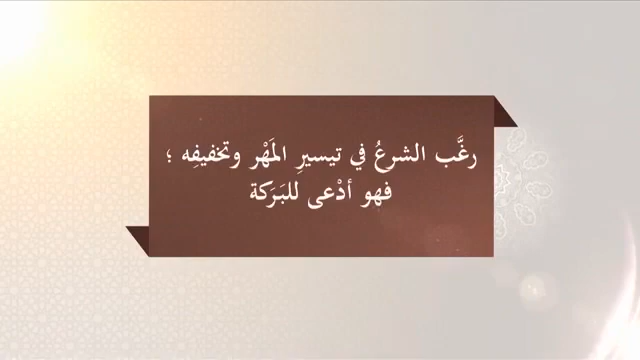 رغَّب الشرعُ في تيسيرِ المَهْر وتخفيفِه ؛
فهو أدْعى للبَرَكة